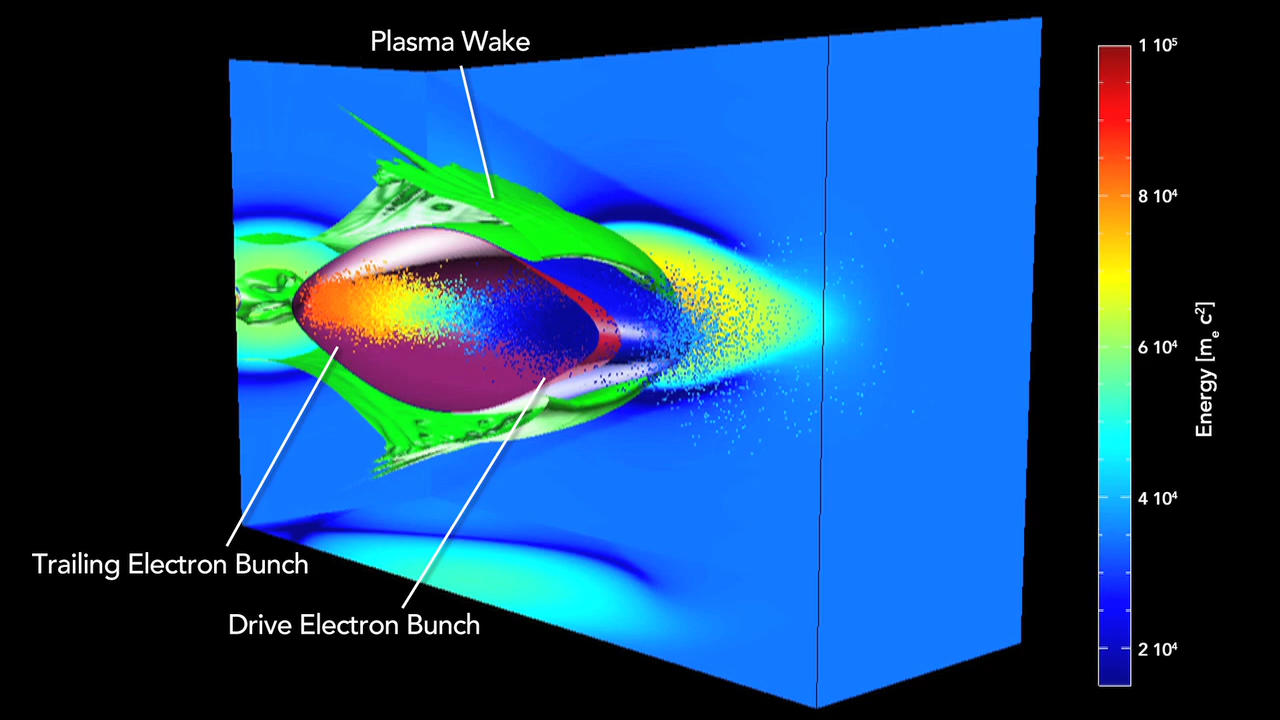 Plasma Wake
Trailing Electron Bunch
Drive Electron Bunch
1 10⁵
8 10⁴
6 10⁴
4 10⁴
2 10⁴
Energy [mₑ c²]